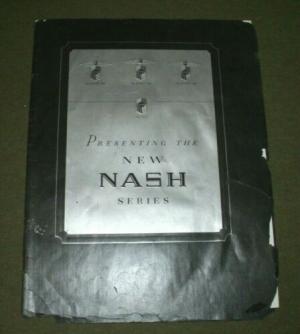 PRESENTING THE
NEW
NASH
SERIES